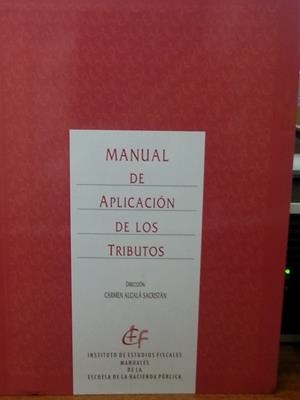 MANUAL
DE
APLICACIÓN
DE LOS
TRIBUTOS
DIRECCIÓN:
CARMEN ALCALÁ SACRISTÁN
INSTITUTO DE ESTUDIOS FISCALES
MANUALES
DE LA
ESCUELA DE LA HACIENDA PÚBLICA